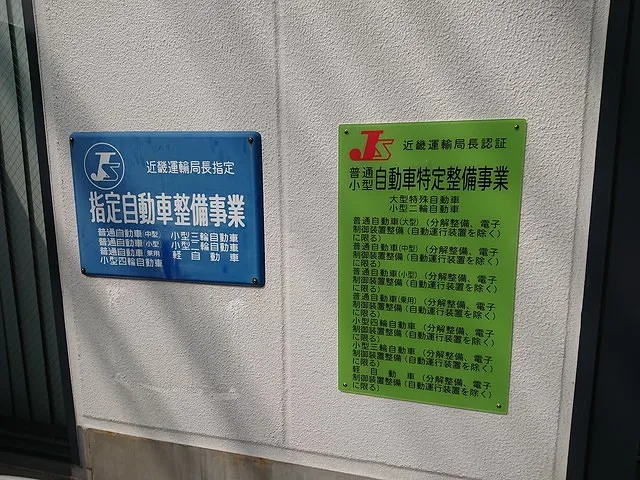 JS
近畿運輸局長指定
指定自動車整備事業
普通自動車(中型) 小型三輪自動車
普通自動車(小型) 小型二輪自動車
普通自動車(乗用) 軽自動車
小型四輪自動車
JS 近畿運輸局長認証
普通
小型 自動車特定整備事業
大型特殊自動車
小型二輪自動車
普通自動車(大型)(分解整備、電子
制御装置整備(自動運行装置を除く)
に限る)
普通自動車(中型)(分解整備、電子
制御装置整備(自動運行装置を除く)
に限る)
普通自動車(小型)(分解整備、電子
制御装置整備(自動運行装置を除く)
に限る)
普通自動車(乗用)(分解整備、電子
制御装置整備(自動運行装置を除く)
に限る)
小型四輪自動車(分解整備、電子
制御装置整備(自動運行装置を除く)
に限る)
小型三輪自動車(分解整備、電子
制御装置整備(自動運行装置を除く)
に限る)
軽自動車(分解整備、電子
制御装置整備(自動運行装置を除く)
に限る)